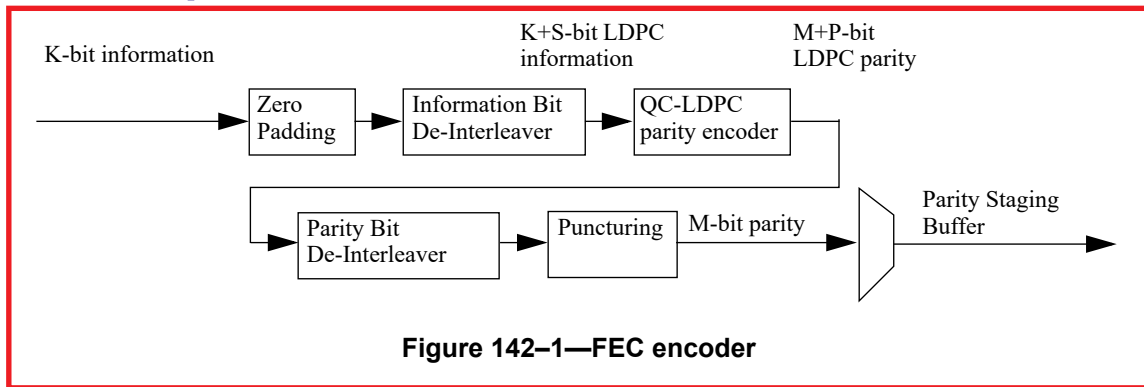 K-bit information
K+S-bit LDPC
information
M+P-bit
LDPC parity
Zero
Padding
Information Bit
De-Interleaver
QC-LDPC
parity encoder
Parity Bit
De-Interleaver
Puncturing
M-bit parity
Parity Staging
Buffer
Figure 142–1—FEC encoder